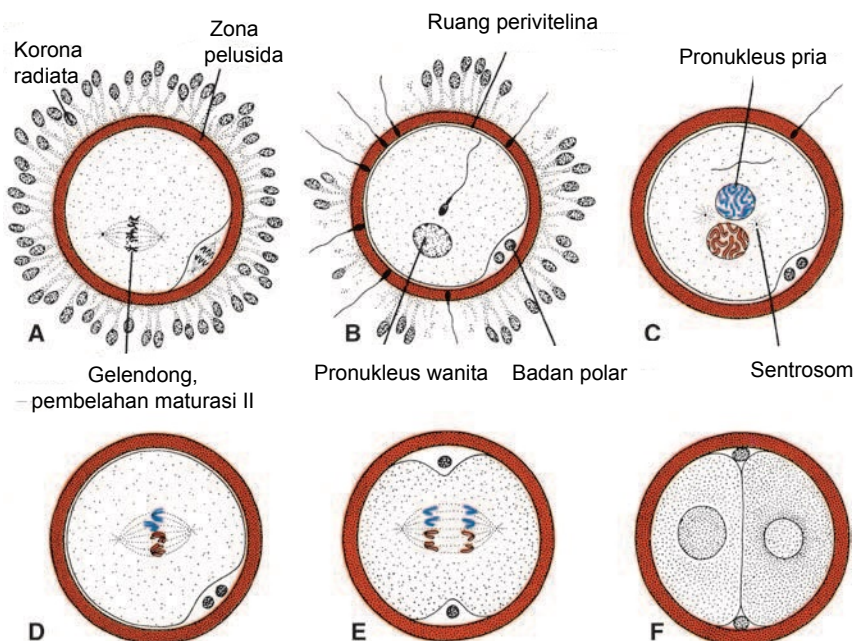 Korona
radiata
Zona
pelusida
Ruang perivitelina
Pronukleus pria
A
B
C
Gelendong,
pembelahan maturasi II
Pronukleus wanita
Badan polar
Sentrosom
D
E
F